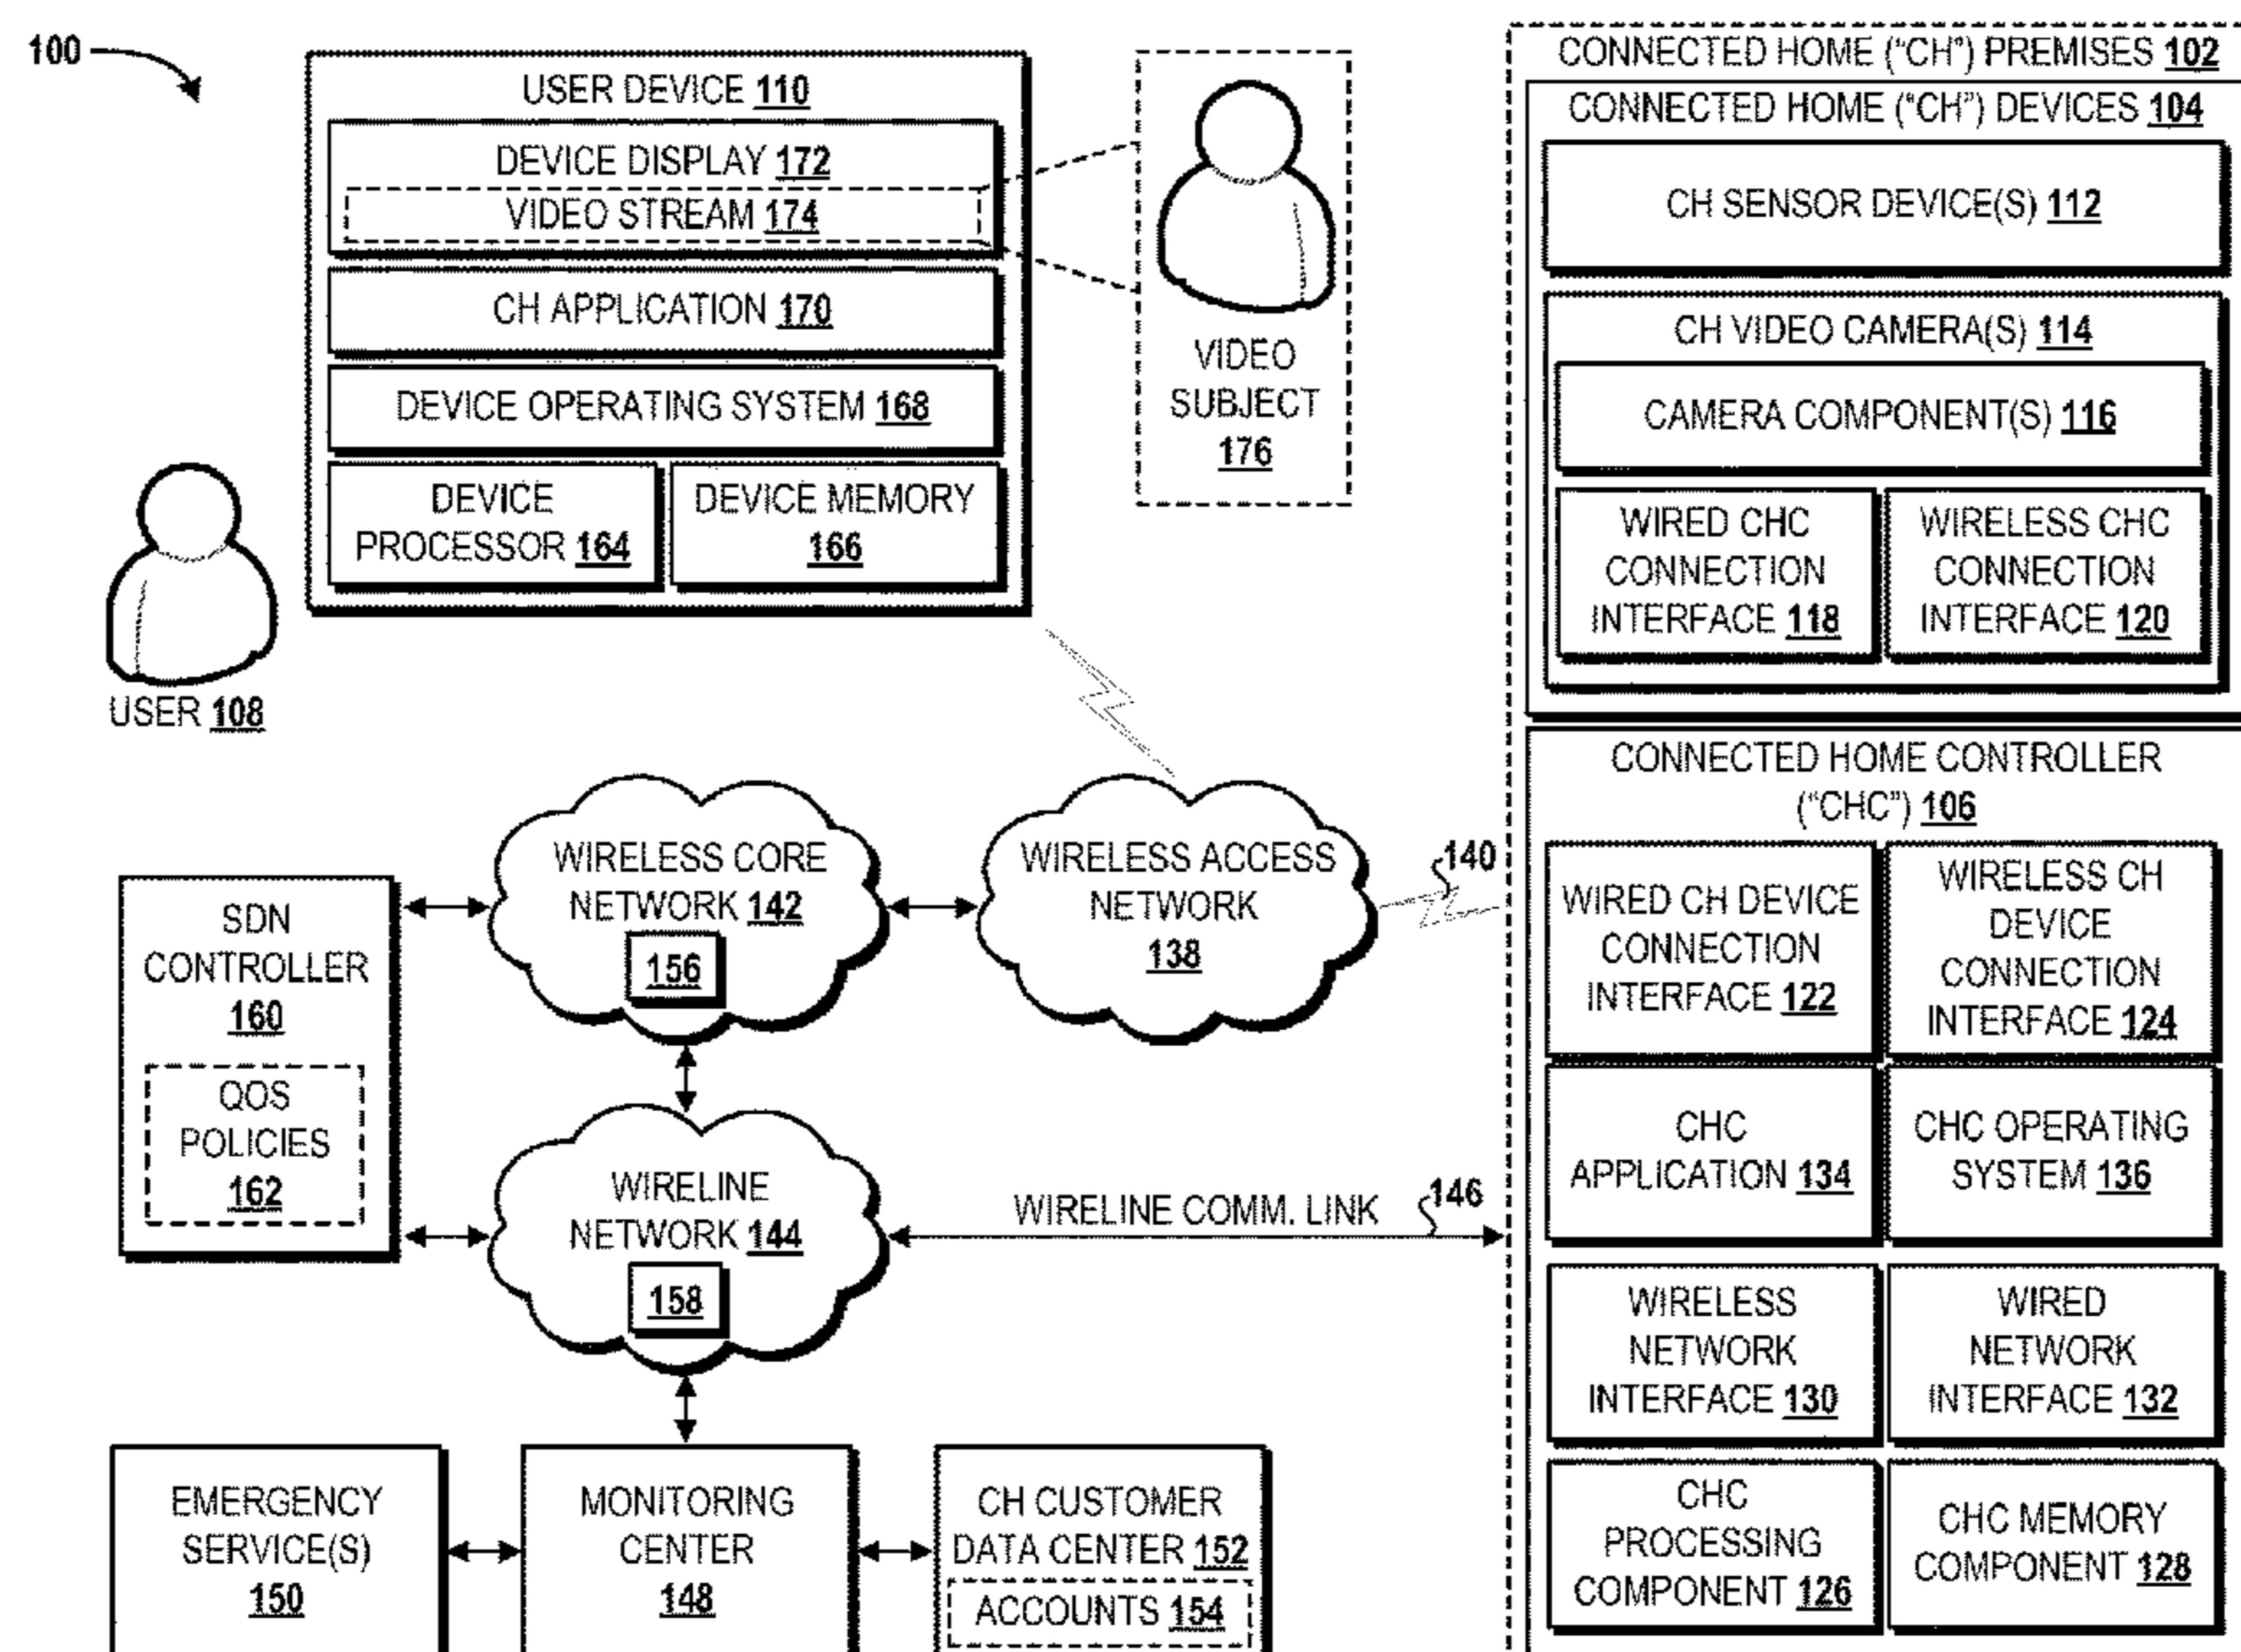 100
USER DEVICE 110
DEVICE DISPLAY 172
VIDEO STREAM 174
CH APPLICATION 170
DEVICE OPERATING SYSTEM 168
DEVICE
PROCESSOR 164
DEVICE MEMORY
166
VIDEO
SUBJECT
176
USER 108
CONNECTED HOME ("CH") PREMISES 102
CONNECTED HOME ("CH") DEVICES 104
CH SENSOR DEVICE(S) 112
CH VIDEO CAMERA(S) 114
CAMERA COMPONENT(S) 116
WIRED CHC
CONNECTION
INTERFACE 118
WIRELESS CHC
CONNECTION
INTERFACE 120
CONNECTED HOME CONTROLLER
("CHC") 106
WIRED CH DEVICE
CONNECTION
INTERFACE 122
WIRELESS CH
DEVICE
CONNECTION
INTERFACE 124
CHC
APPLICATION 134
CHC OPERATING
SYSTEM 136
WIRELESS
NETWORK
INTERFACE 130
WIRED
NETWORK
INTERFACE 132
CHC
PROCESSING
COMPONENT 126
CHC MEMORY
COMPONENT 128
WIRELESS CORE
NETWORK 142
156
WIRELESS ACCESS
NETWORK
138
140
SDN
CONTROLLER
160
QOS
POLICIES
162
WIRELINE
NETWORK 144
158
WIRELINE COMM. LINK
146
EMERGENCY
SERVICE(S)
150
MONITORING
CENTER
148
CH CUSTOMER
DATA CENTER 152
ACCOUNTS 154